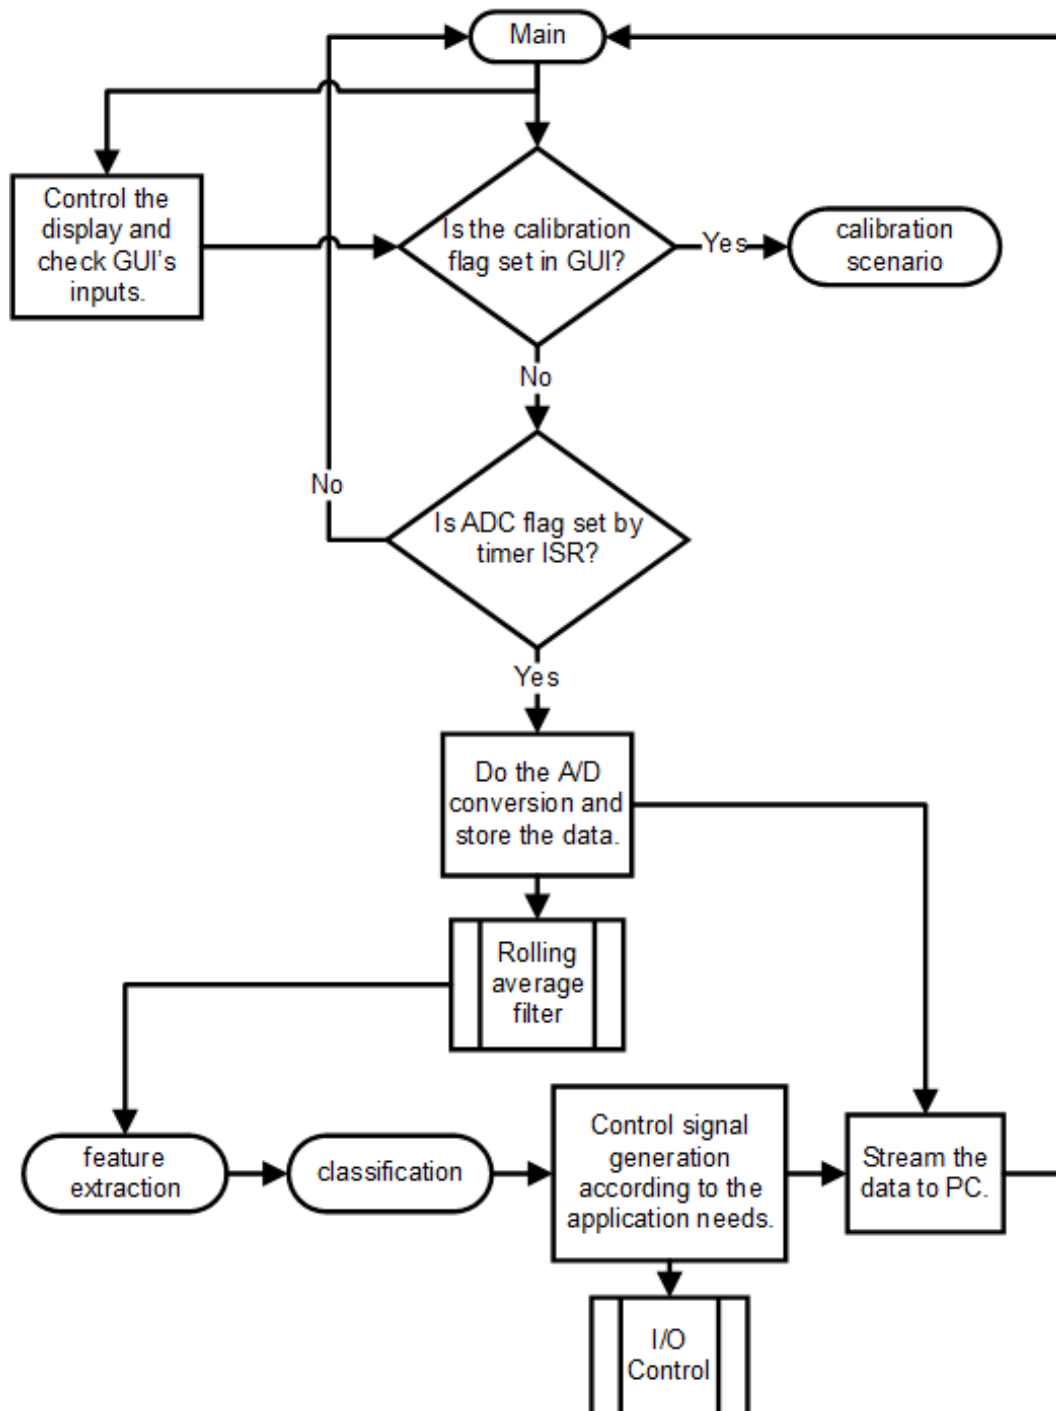 Main
Control the
display and
check GUI's
inputs.
Is the calibration
flag set in GUI?
Yes
calibration
scenario
No
No
Is ADC flag set by
timer ISR?
Yes
Do the A/D
conversion and
store the data.
Rolling
average
filter
feature
extraction
classification
Control signal
generation
according to the
application needs.
Stream the
data to PC.
I/O
Control